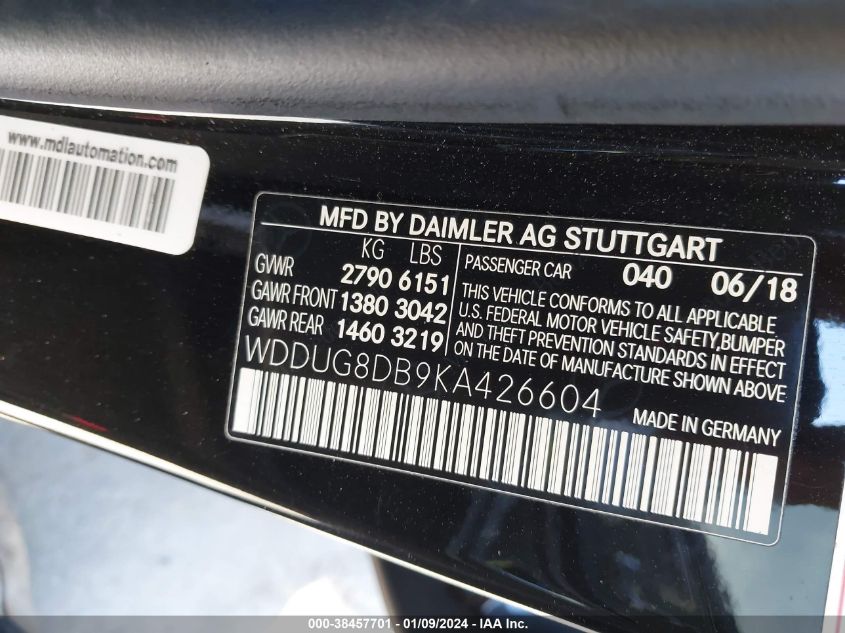 www.mdlautomation.com
MFD BY DAIMLER AG STUTTGART
KG LBS
GVWR 2790 6151
GAWR FRONT 1380 3042
GAWR REAR 1460 3219
PASSENGER CAR 040 06/18
THIS VEHICLE CONFORMS TO ALL APPLICABLE
U.S. FEDERAL MOTOR VEHICLE SAFETY, BUMPER
AND THEFT PREVENTION STANDARDS IN EFFECT
ON THE DATE OF MANUFACTURE SHOWN ABOVE
WDDUG8DB9KA426604
MADE IN GERMANY
000-38457701 - 01/09/2024 - IAA Inc.